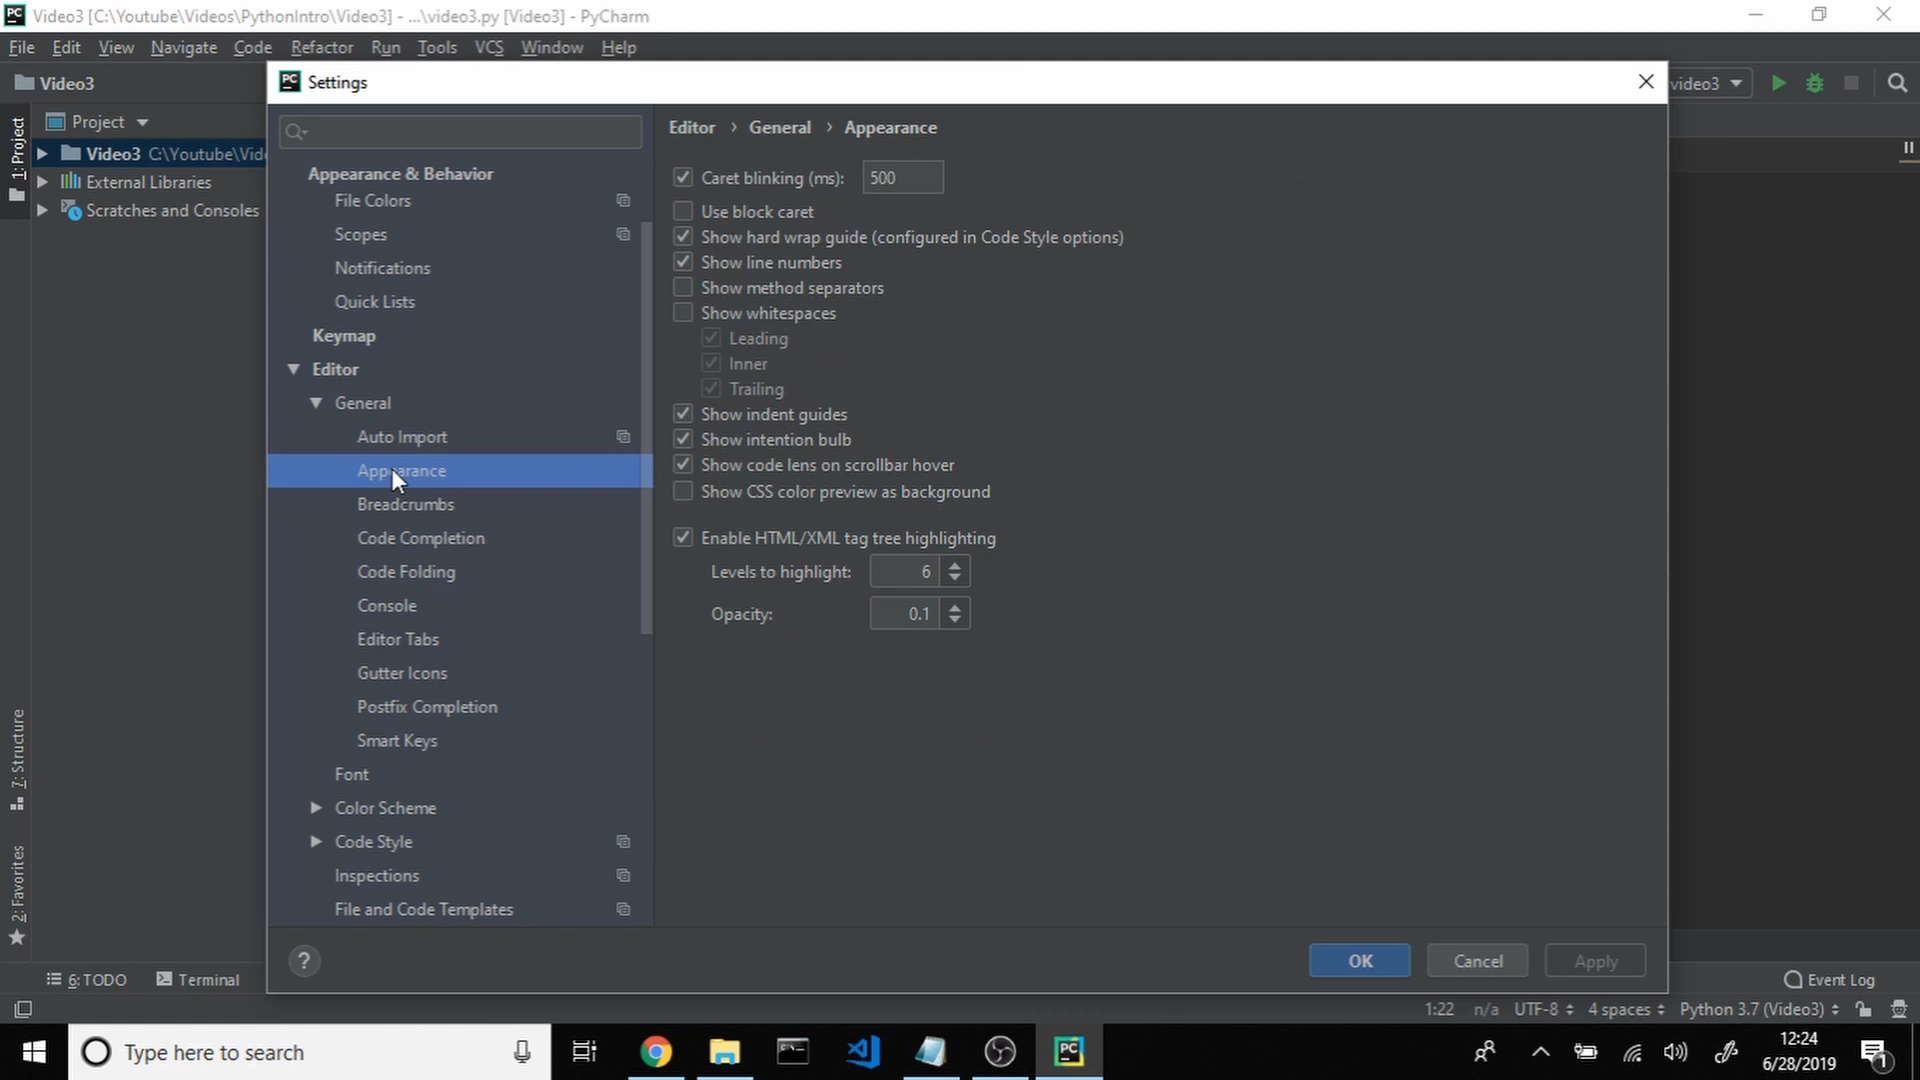 Video3 [C:\Youtube\Videos\PythonIntro\Video3] - ...\video3.py [Video3] - PyCharm
File Edit View Navigate Code Refactor Run Tools VCS Window Help
Video3
video3
Settings
1: Project
Project
Video3 C:\Youtube\Vide
External Libraries
Scratches and Consoles
7: Structure
2: Favorites
Appearance & Behavior
File Colors
Scopes
Notifications
Quick Lists
Keymap
Editor
General
Auto Import
Appearance
Breadcrumbs
Code Completion
Code Folding
Console
Editor Tabs
Gutter Icons
Postfix Completion
Smart Keys
Font
Color Scheme
Code Style
Inspections
File and Code Templates
Editor › General › Appearance
Caret blinking (ms): 500
Use block caret
Show hard wrap guide (configured in Code Style options)
Show line numbers
Show method separators
Show whitespaces
Leading
Inner
Trailing
Show indent guides
Show intention bulb
Show code lens on scrollbar hover
Show CSS color preview as background
Enable HTML/XML tag tree highlighting
Levels to highlight: 6
Opacity: 0.1
?
OK Cancel Apply
6: TODO Terminal Event Log
1:22 n/a UTF-8 4 spaces Python 3.7 (Video3)
Type here to search
PC
12:24
6/28/2019
1